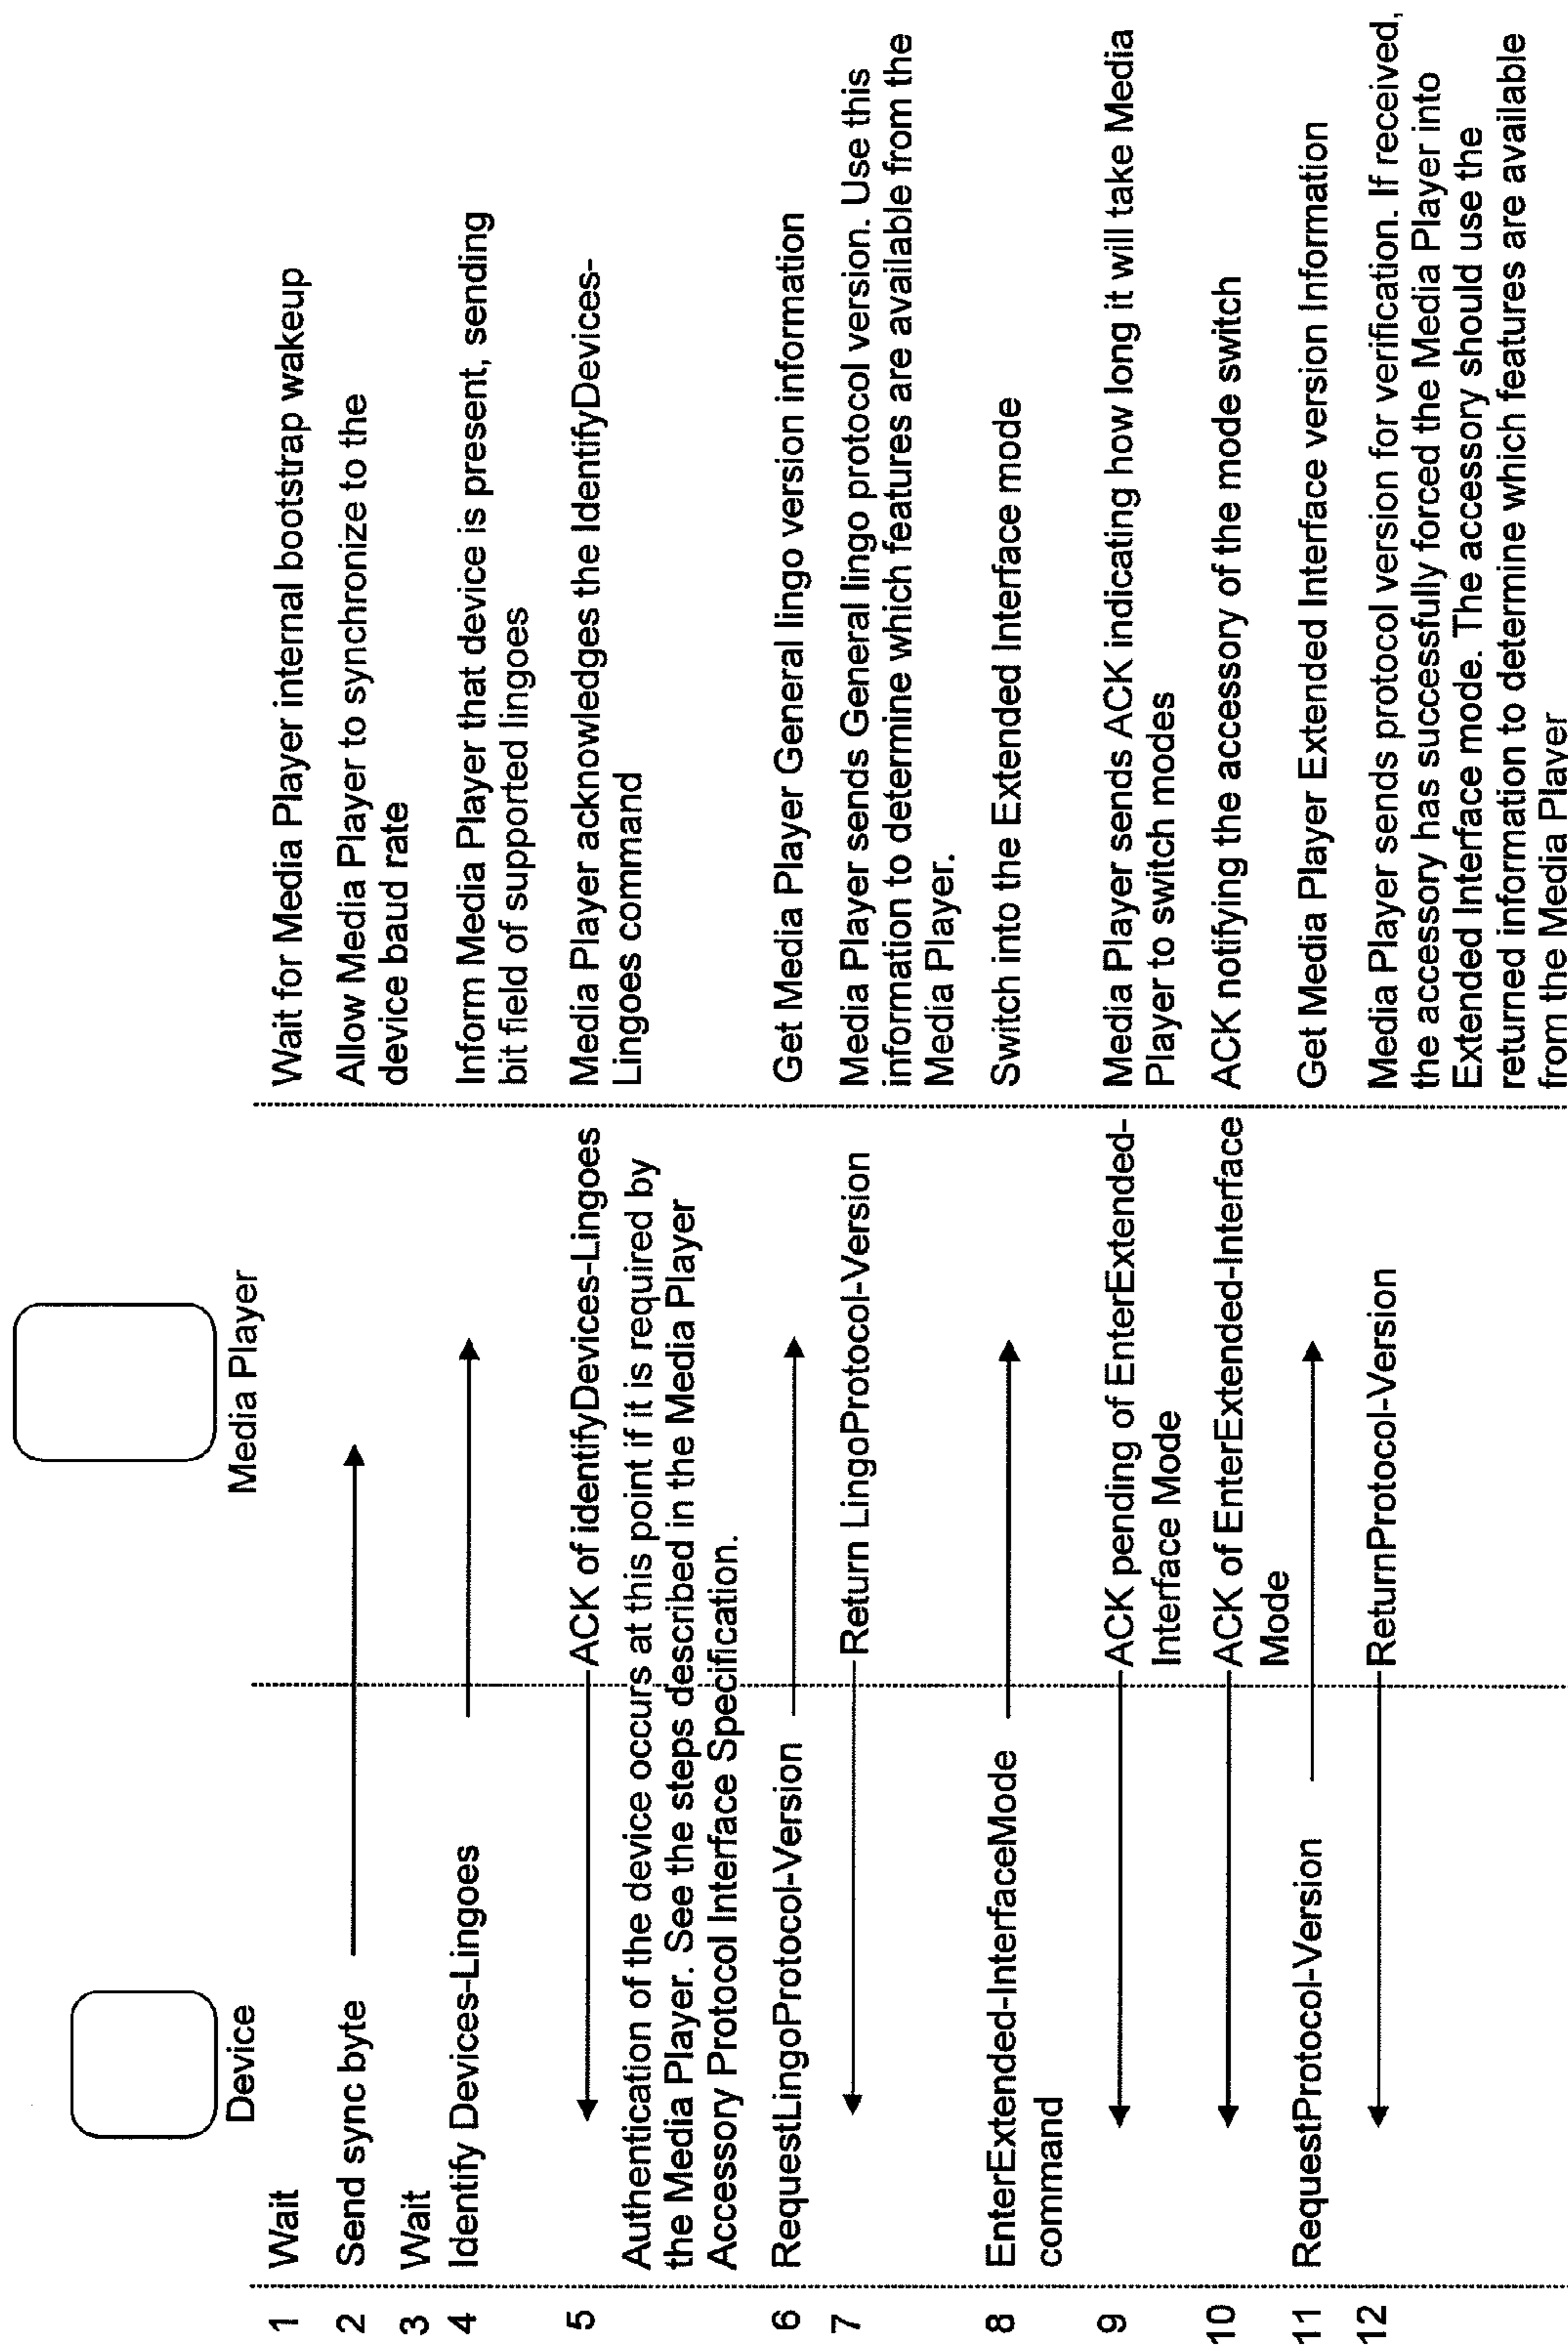 Device
Media Player
1
Wait
Wait for Media Player internal bootstrap wakeup
2
Send sync byte
Allow Media Player to synchronize to the
device baud rate
3
Wait
4
Identify Devices-Lingoes
Inform Media Player that device is present, sending
bit field of supported lingoes
5
ACK of identifyDevices-Lingoes
Media Player acknowledges the IdentifyDevices-
Lingoes command
Authentication of the device occurs at this point if it is required by
the Media Player. See the steps described in the Media Player
Accessory Protocol Interface Specification.
6
RequestLingoProtocol-Version
Get Media Player General lingo version information
7
Return LingoProtocol-Version
Media Player sends General lingo protocol version. Use this
information to determine which features are available from the
Media Player.
8
EnterExtended-InterfaceMode
command
Switch into the Extended Interface mode
9
ACK pending of EnterExtended-
Interface Mode
Media Player sends ACK indicating how long it will take Media
Player to switch modes
10
ACK of EnterExtended-Interface
Mode
ACK notifying the accessory of the mode switch
11
RequestProtocol-Version
Get Media Player Extended Interface version Information
12
ReturnProtocol-Version
Media Player sends protocol version for verification. If received,
the accessory has successfully forced the Media Player into
Extended Interface mode. The accessory should use the
returned information to determine which features are available
from the Media Player